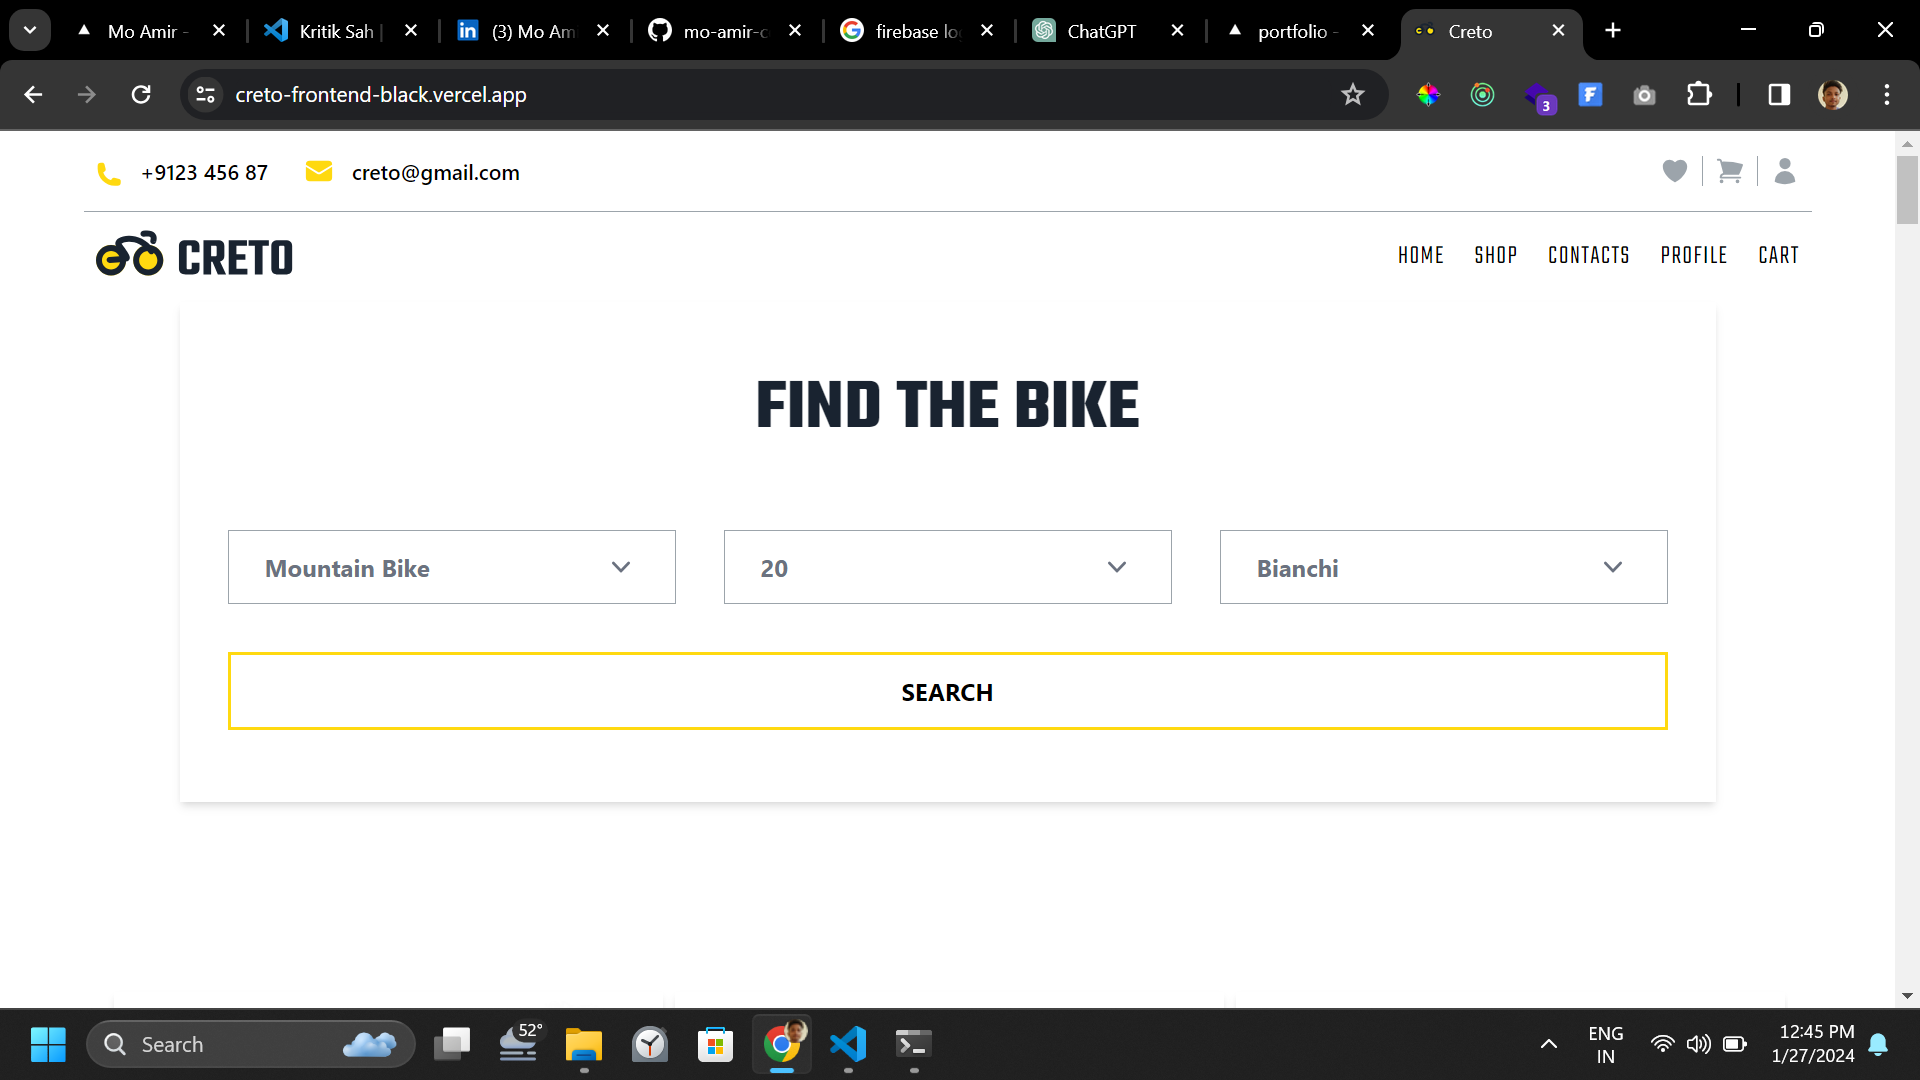 Mo Amir -
Kritik Sah |
(3) Mo Am
mo-amir-c
firebase lo
ChatGPT
portfolio -
Creto
creto-frontend-black.vercel.app
3
+9123 456 87
creto@gmail.com
CRETO
HOME
SHOP
CONTACTS
PROFILE
CART
FIND THE BIKE
Mountain Bike
20
Bianchi
SEARCH
Search
52°
ENG
IN
12:45 PM
1/27/2024